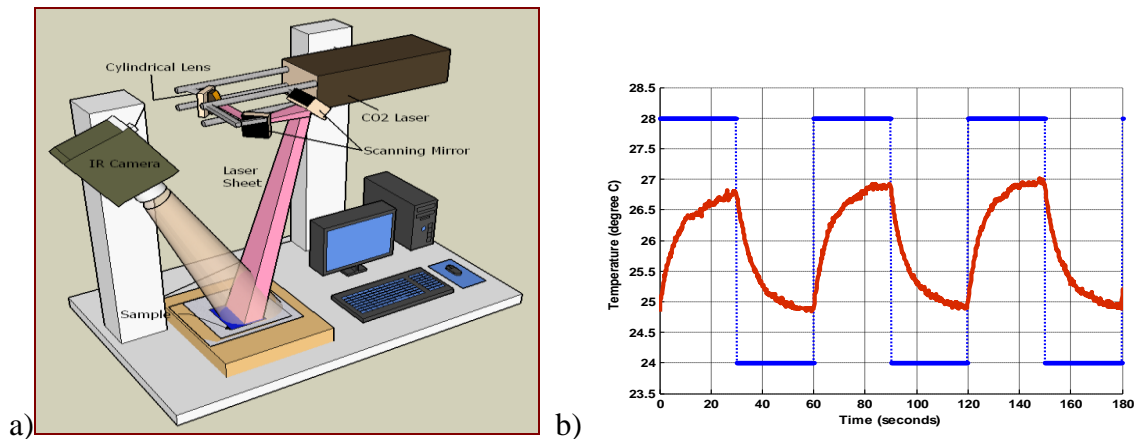 Cylindrical Lens
CO2 Laser
IR Camera
Scanning Mirror
Laser
Sheet
Sample
a)
b)
Temperature (degree C)
28.5
28
27.5
27
26.5
26
25.5
25
24.5
24
23.5
0 20 40 60 80 100 120 140 160 180
Time (seconds)